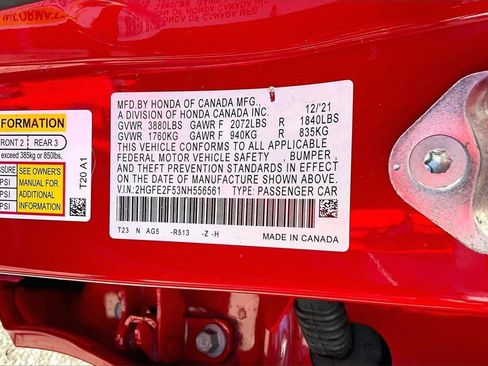 MFD.BY HONDA OF CANADA MFG.,
A DIVISION OF HONDA CANADA INC. 12/'21
GVWR 3880LBS GAWR F 2072LBS R 1840LBS
GVWR 1760KG GAWR F 940KG R 835KG
THIS VEHICLE CONFORMS TO ALL APPLICABLE
FEDERAL MOTOR VEHICLE SAFETY , BUMPER ,
AND THEFT PREVENTION STANDARDS IN EFFECT
ON THE DATE OF MANUFACTURE SHOWN ABOVE.
V.I.N:2HGFE2F53NH556561 TYPE: PASSENGER CAR
T23 N AG5 -R513 -Z -H MADE IN CANADA
FORMATION
FRONT 2 REAR 3
exceed 385kg or 850lbs.
SEE OWNER'S
MANUAL FOR
ADDITIONAL
INFORMATION
PSI
PSI
PSI
T20 A1